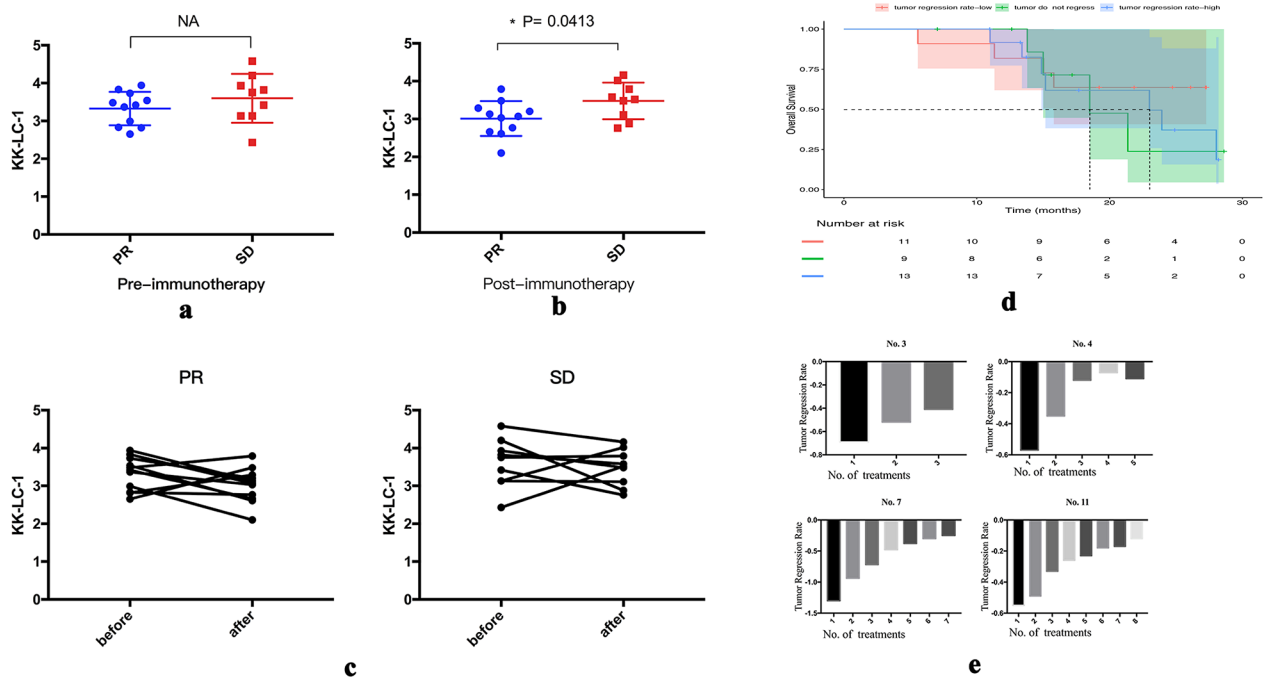 NA
5
4
3
2
1
0
KK-LC-1
PR
SD
Pre-immunotherapy
a
* P= 0.0413
5
4
3
2
1
0
KK-LC-1
PR
SD
Post-immunotherapy
b
tumor regression rate-low tumor do not regress tumor regression rate-high
1.00
0.75
0.50
0.25
0.00
Overall Survival
0 10 20 30
Time (months)
Number at risk
11 10 9 6 4 0
9 8 6 2 1 0
13 13 7 5 2 0
d
PR
5
4
3
2
1
0
KK-LC-1
before
after
SD
5
4
3
2
1
0
KK-LC-1
before
after
c
No. 3
0.0
-0.2
-0.4
-0.6
-0.8
Tumor Regression Rate
1 2 3
No. of treatments
No. 4
0.0
-0.2
-0.4
-0.6
Tumor Regression Rate
1 2 3 4 5
No. of treatments
No. 7
0.0
-0.5
-1.0
-1.5
Tumor Regression Rate
1 2 3 4 5 6 7
No. of treatments
No. 11
0.0
-0.2
-0.4
-0.6
Tumor Regression Rate
1 2 3 4 5 6 7 8
No. of treatments
e